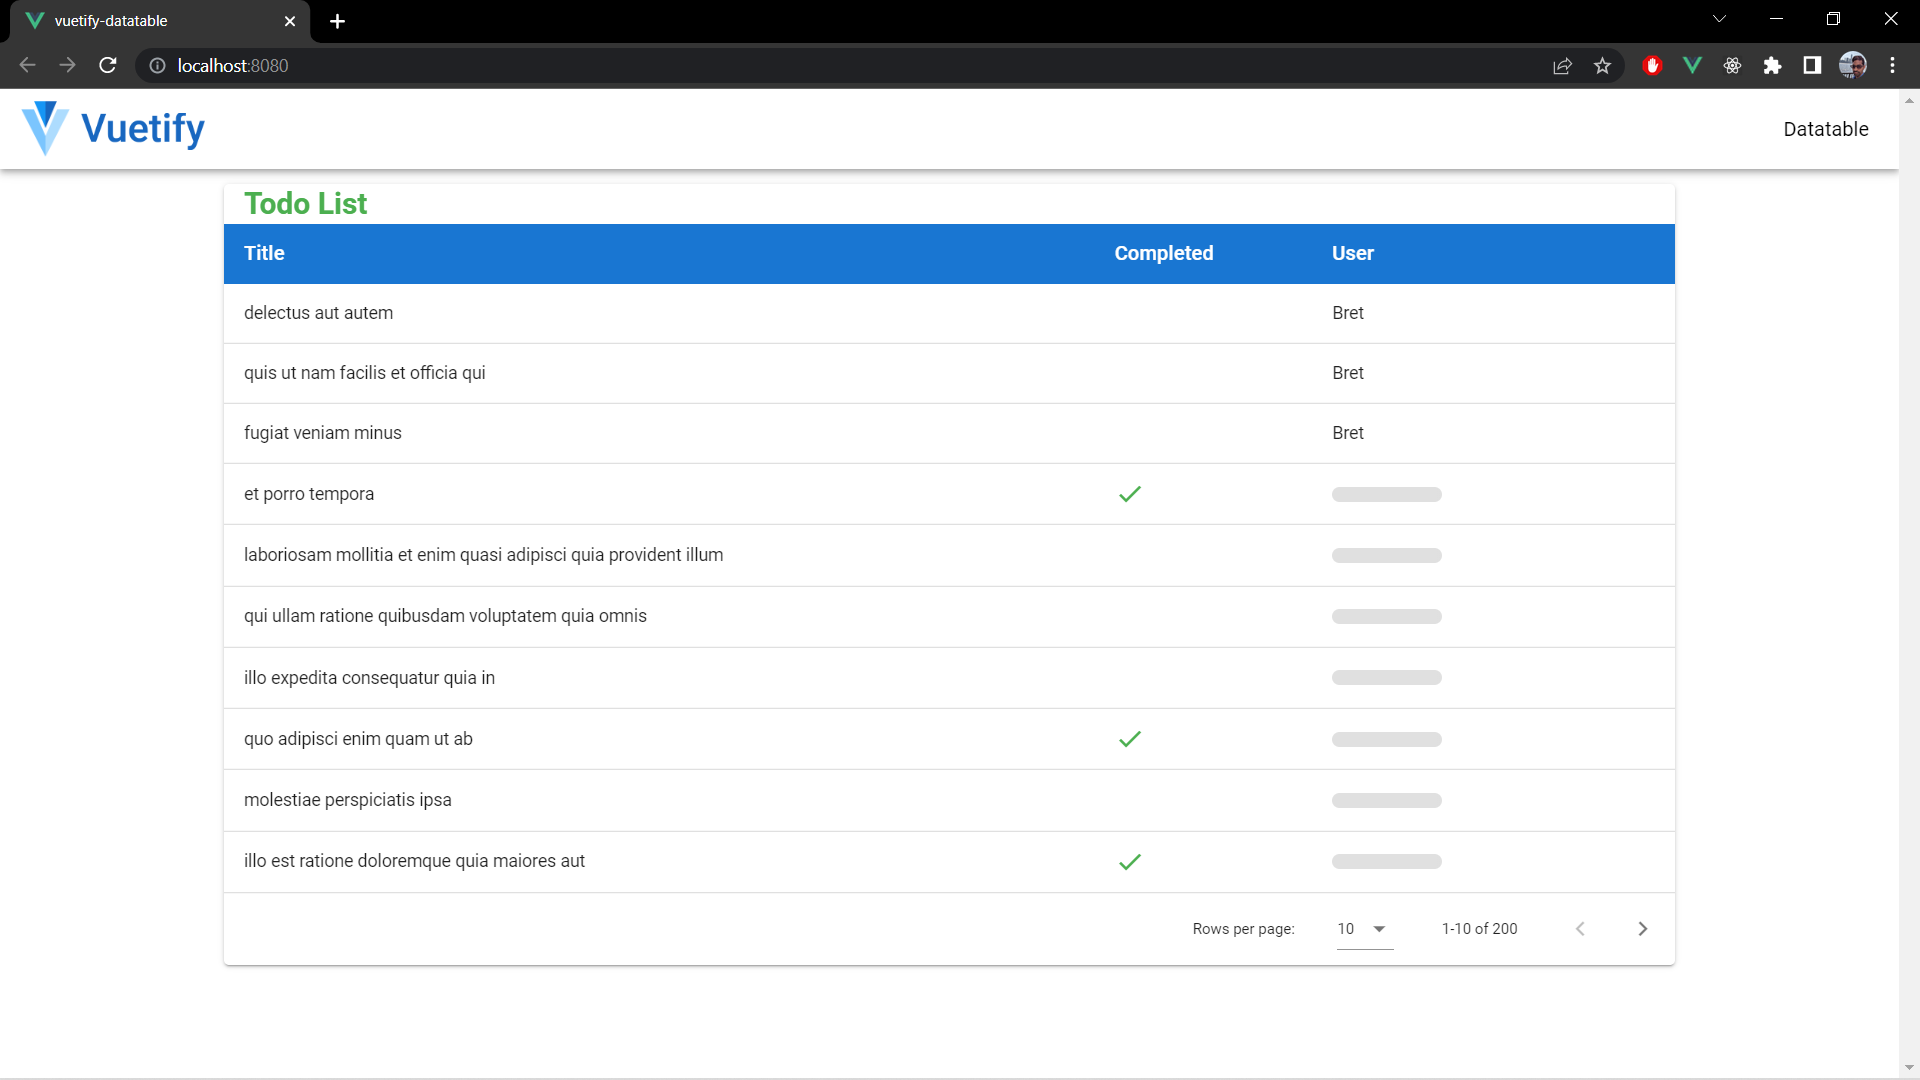 vuetify-datatable
localhost:8080
Vuetify
Datatable
Todo List
Title Completed User
delectus aut autem Bret
quis ut nam facilis et officia qui Bret
fugiat veniam minus Bret
et porro tempora
laboriosam mollitia et enim quasi adipisci quia provident illum
qui ullam ratione quibusdam voluptatem quia omnis
illo expedita consequatur quia in
quo adipisci enim quam ut ab
molestiae perspiciatis ipsa
illo est ratione doloremque quia maiores aut
Rows per page: 10 1-10 of 200